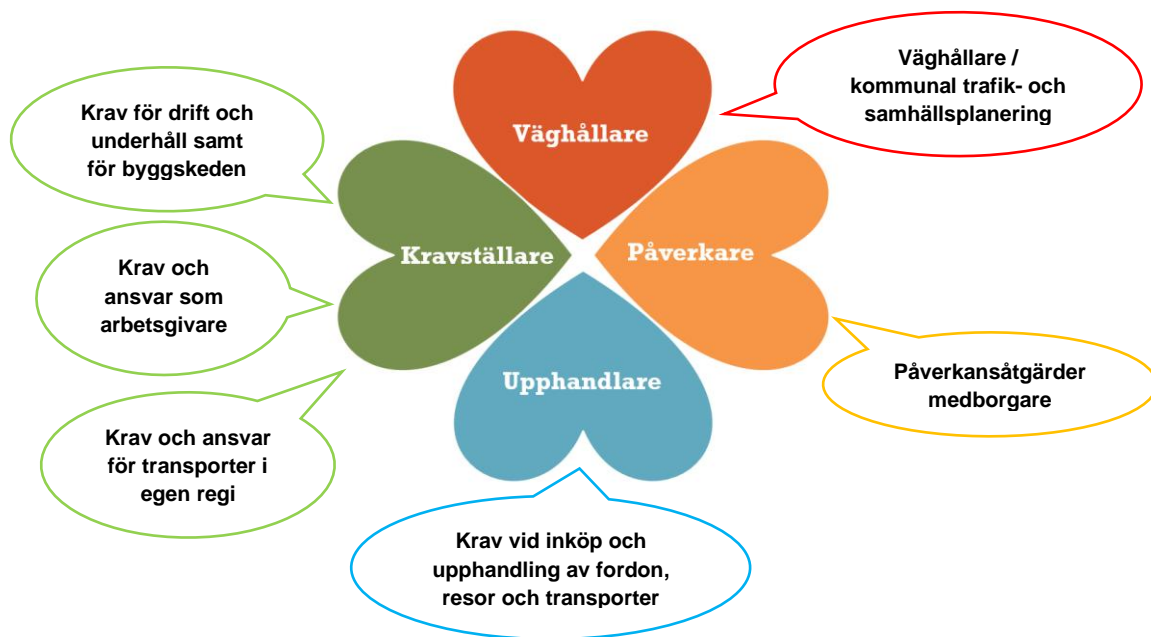 Väghållare /
kommunal trafik- och
samhällsplanering
Krav för drift och
underhåll samt
för byggskeden
Väghållare
Kravställare
Påverkare
Krav och
ansvar som
arbetsgivare
Upphandlare
Påverkansåtgärder
medborgare
Krav och ansvar
för transporter i
egen regi
Krav vid inköp och
upphandling av fordon,
resor och transporter